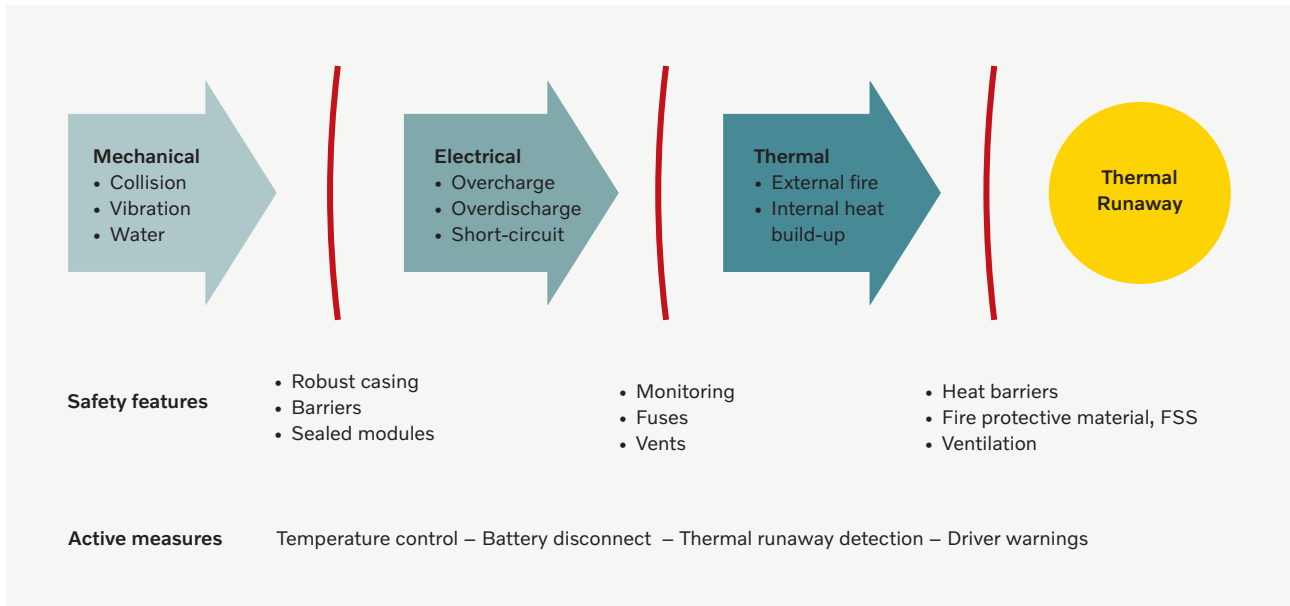 Mechanical
• Collision
• Vibration
• Water
Electrical
• Overcharge
• Overdischarge
• Short-circuit
Thermal
• External fire
• Internal heat
build-up
Thermal
Runaway
Safety features
• Robust casing
• Barriers
• Sealed modules
• Monitoring
• Fuses
• Vents
• Heat barriers
• Fire protective material, FSS
• Ventilation
Active measures
Temperature control – Battery disconnect – Thermal runaway detection – Driver warnings